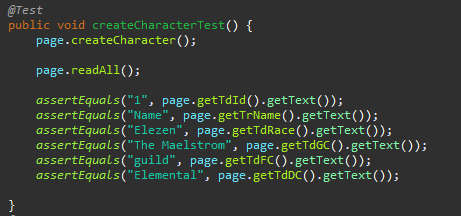 @Test
public void createCharacterTest() {
page.createCharacter();
page.readAll();
assertEquals("1", page.getTdId().getText());
assertEquals("Name", page.getTrName().getText());
assertEquals("Elezen", page.getTdRace().getText());
assertEquals("The Maelstrom", page.getTdGC().getText());
assertEquals("guild", page.getTdFC().getText());
assertEquals("Elemental", page.getTdDC().getText());
}